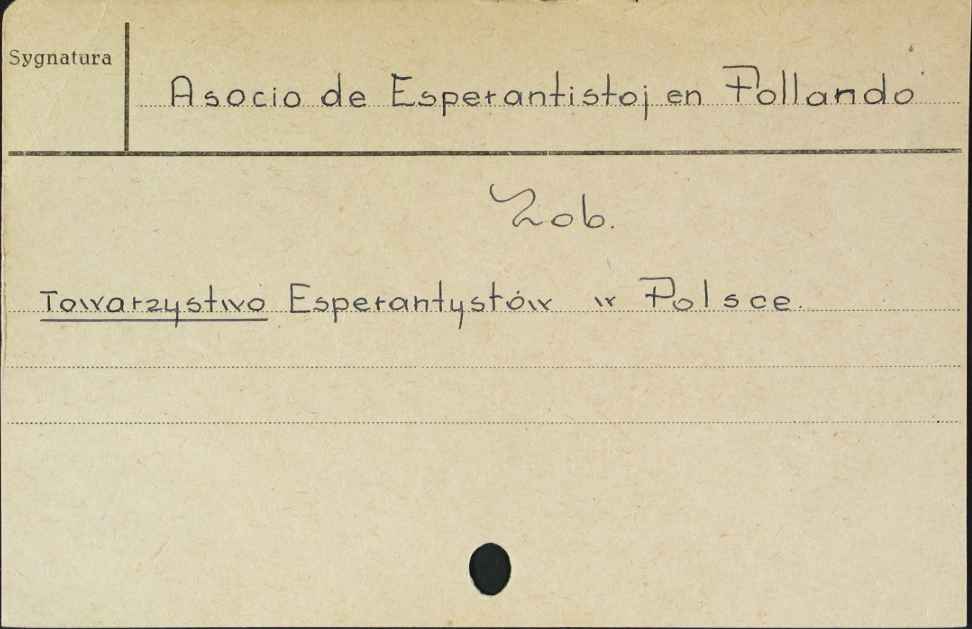 Sygnatura
Asocio de Esperantistoj en Pollando
Zob.
Towarzystwo Esperantystów w Polsce.